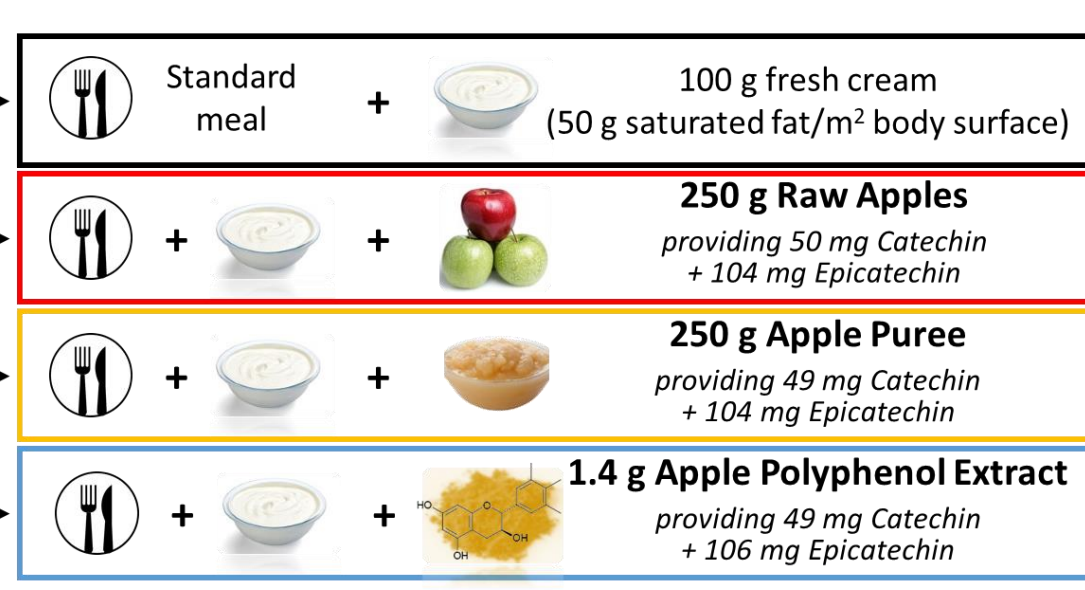 Standard
meal
+
100 g fresh cream
(50 g saturated fat/m² body surface)
+
+
250 g Raw Apples
providing 50 mg Catechin
+ 104 mg Epicatechin
+
+
250 g Apple Puree
providing 49 mg Catechin
+ 104 mg Epicatechin
+
+
HO
O
OH
OH
1.4 g Apple Polyphenol Extract
providing 49 mg Catechin
+ 106 mg Epicatechin